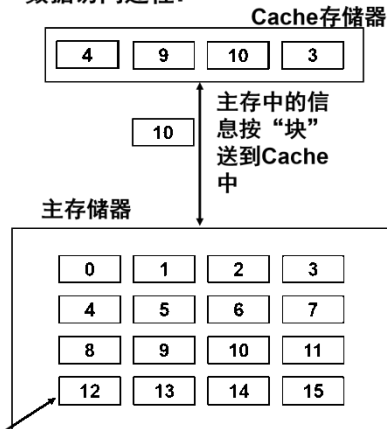 数据访问过程:
Cache存储器
4 9 10 3
10
主存中的信
息按“块”
送到Cache
中
主存储器
0 1 2 3
4 5 6 7
8 9 10 11
12 13 14 15